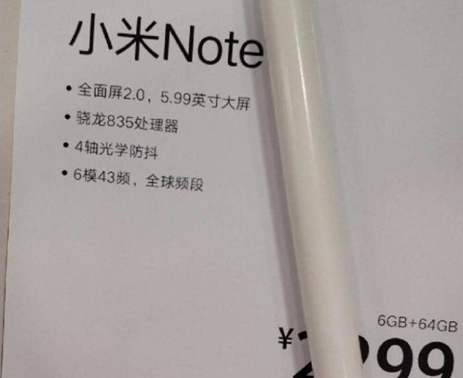 小米Note
• 全面屏2.0，5.99英寸大屏
• 骁龙835处理器
• 4轴光学防抖
• 6模43频，全球频段
6GB+64GB
¥ 99